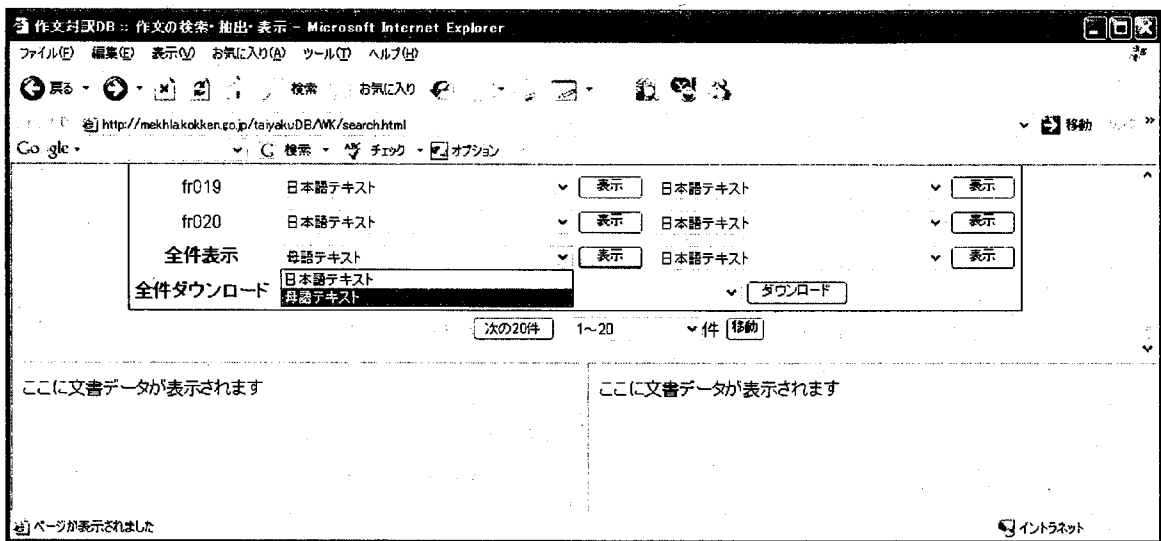 作文対訳DB :: 作文の検索・抽出・表示 - Microsoft Internet Explorer
ファイル(F) 編集(E) 表示(V) お気に入り(A) ツール(T) ヘルプ(H)
戻る 検索 お気に入り
http://mekhla.kokken.go.jp/taiyakuDB/WK/search.html 移動
Go gle 検索 チェック オプション
fr019 日本語テキスト 表示 日本語テキスト 表示
fr020 日本語テキスト 表示 日本語テキスト 表示
全件表示 母語テキスト 表示 日本語テキスト 表示
日本語テキスト
全件ダウンロード 母語テキスト ダウンロード
次の20件 1~20 件 移動
ここに文書データが表示されます ここに文書データが表示されます
ページが表示されました イントラネット